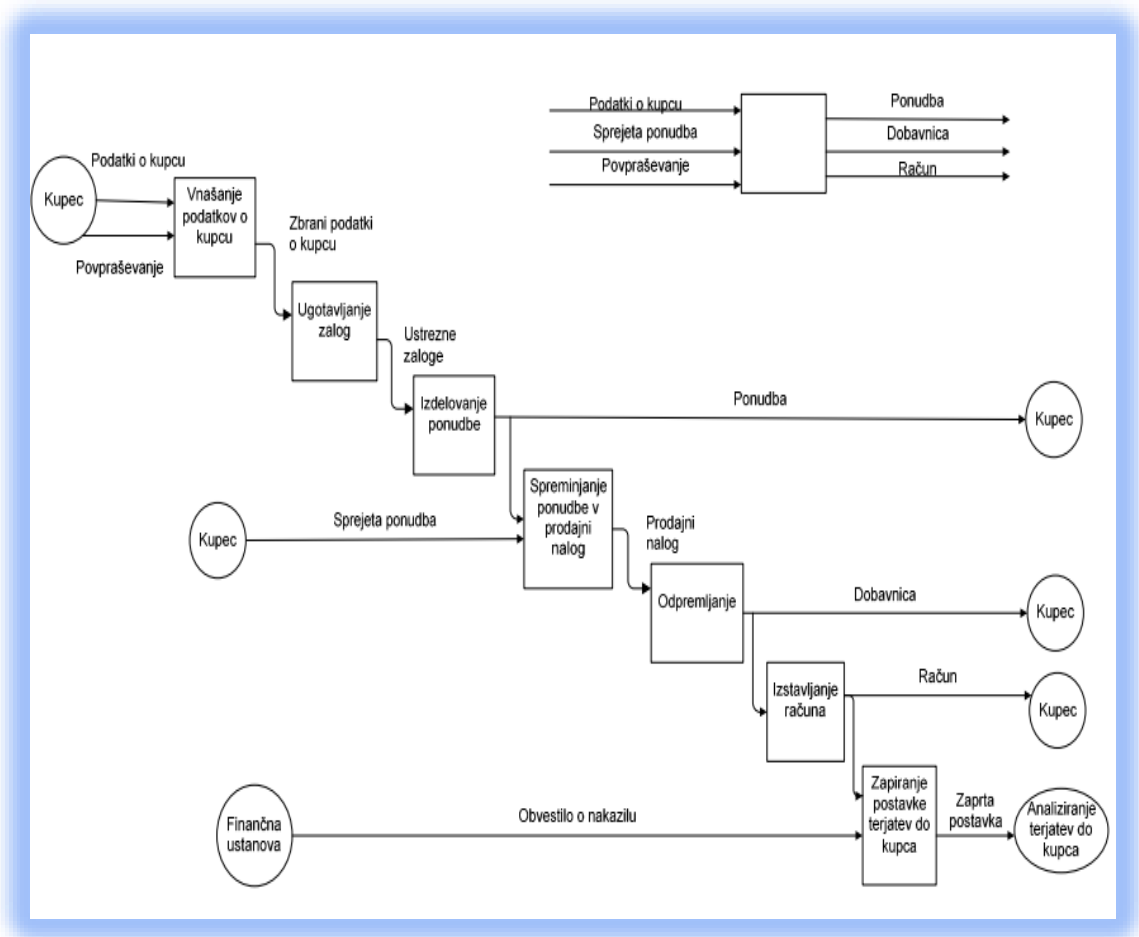 Podatki o kupcu
Sprejeta ponudba
Povpraševanje
Ponudba
Dobavnica
Račun
Kupec
Podatki o kupcu
Povpraševanje
Vnašanje
podatkov o
kupcu
Zbrani podatki
o kupcu
Ugotavljanje
zalog
Ustrezne
zaloge
Izdelovanje
ponudbe
Ponudba
Kupec
Kupec
Sprejeta ponudba
Spreminjanje
ponudbe v
prodajni
nalog
Prodajni
nalog
Odpremljanje
Dobavnica
Kupec
Izstavljanje
računa
Račun
Kupec
Finančna
ustanova
Obvestilo o nakazilu
Zapiranje
postavke
terjatev do
kupca
Zaprta
postavka
Analiziranje
terjatev do
kupca